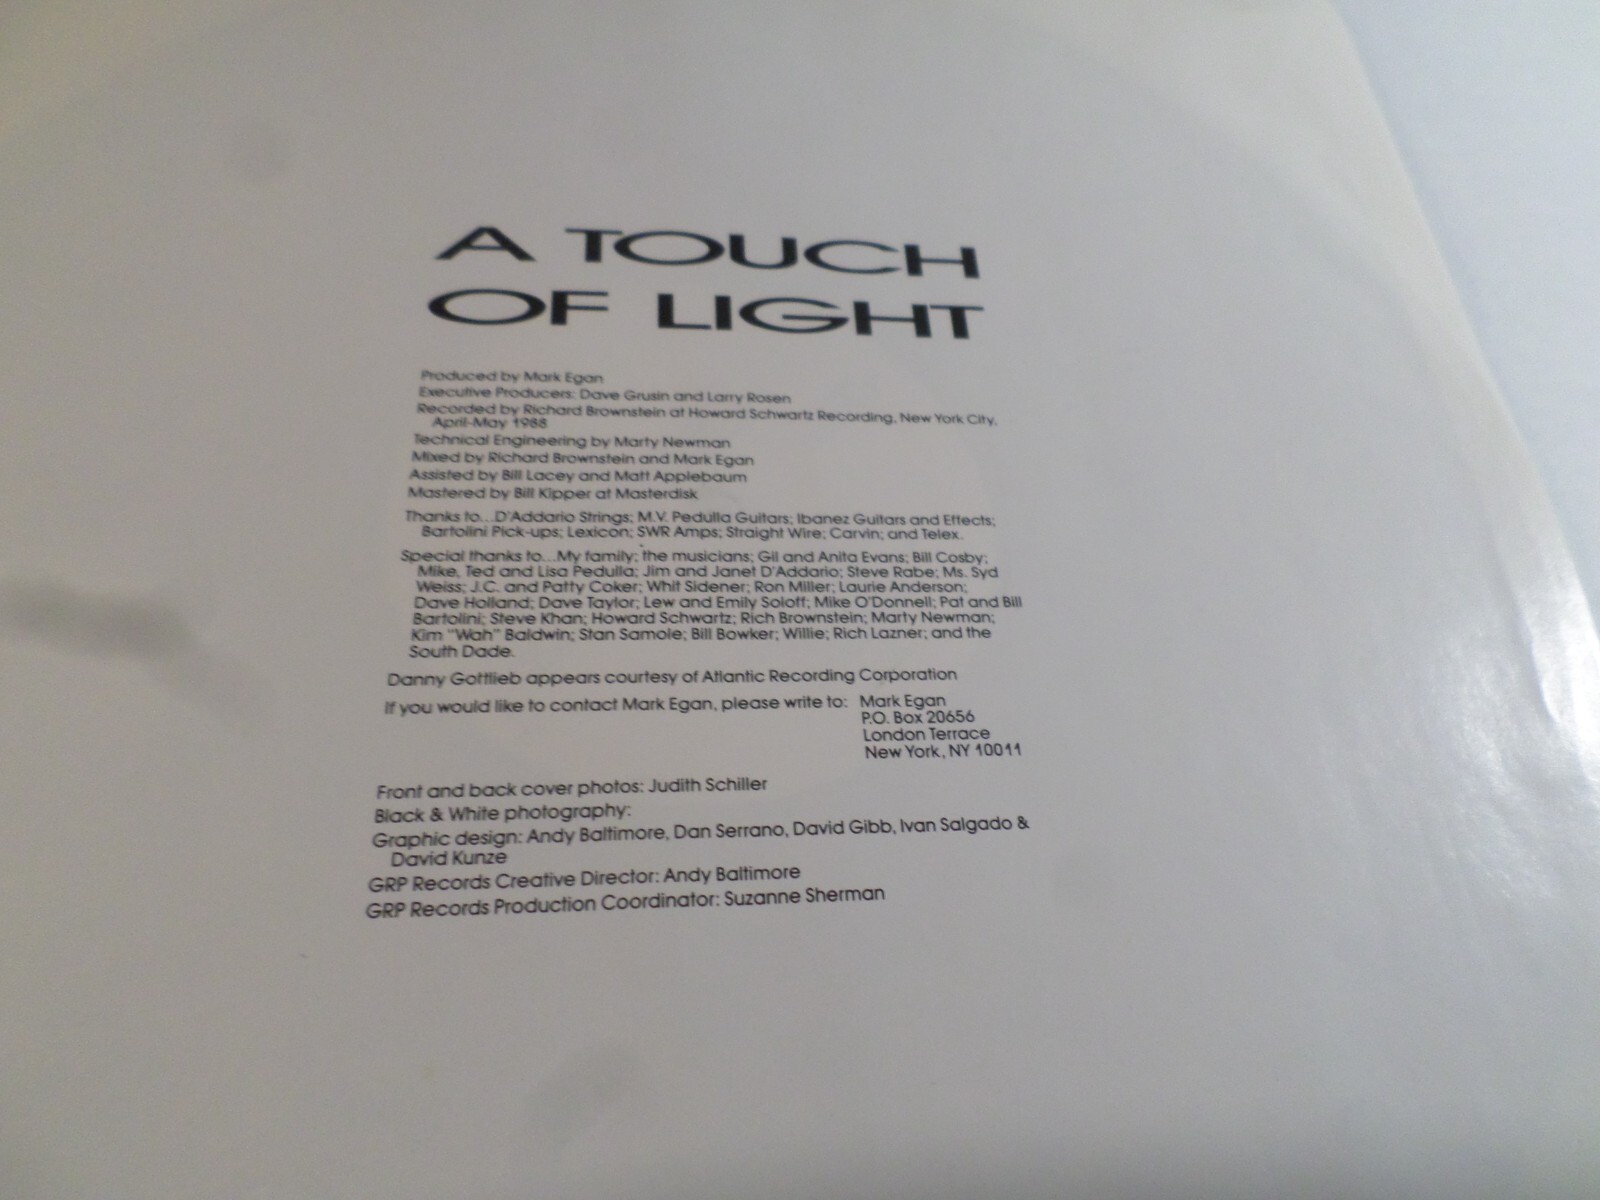 A TOUCH
OF LIGHT
Produced by Mark Egan
Executive Producers: Dave Grusin and Larry Rosen
Recorded by Richard Brownstein at Howard Schwartz Recording, New York City,
April-May 1988
Technical Engineering by Marty Newman
Mixed by Richard Brownstein and Mark Egan
Assisted by Bill Lacey and Matt Applebaum
Mastered by Bill Kipper at Masterdisk
Thanks to...D'Addario Strings; M.V. Pedulla Guitars; Ibanez Guitars and Effects;
Bartolini Pick-ups; Lexicon; SWR Amps; Straight Wire; Carvin; and Telex.
Special thanks to...My family; the musicians; Gil and Anita Evans; Bill Cosby;
Mike, Ted and Lisa Pedulla; Jim and Janet D'Addario; Steve Rabe; Ms. Syd
Weiss; J.C. and Patty Coker; Whit Sidener; Ron Miller; Laurie Anderson;
Dave Holland; Dave Taylor; Lew and Emily Soloff; Mike O'Donnell; Pat and Bill
Bartolini; Steve Khan; Howard Schwartz; Rich Brownstein; Marty Newman;
Kim "Wah" Baldwin; Stan Samole; Bill Bowker; Willie; Rich Lazner; and the
South Dade.
Danny Gottlieb appears courtesy of Atlantic Recording Corporation
If you would like to contact Mark Egan, please write to: Mark Egan
P.O. Box 20656
London Terrace
New York, NY 10011
Front and back cover photos: Judith Schiller
Black & White photography:
Graphic design: Andy Baltimore, Dan Serrano, David Gibb, Ivan Salgado &
David Kunze
GRP Records Creative Director: Andy Baltimore
GRP Records Production Coordinator: Suzanne Sherman